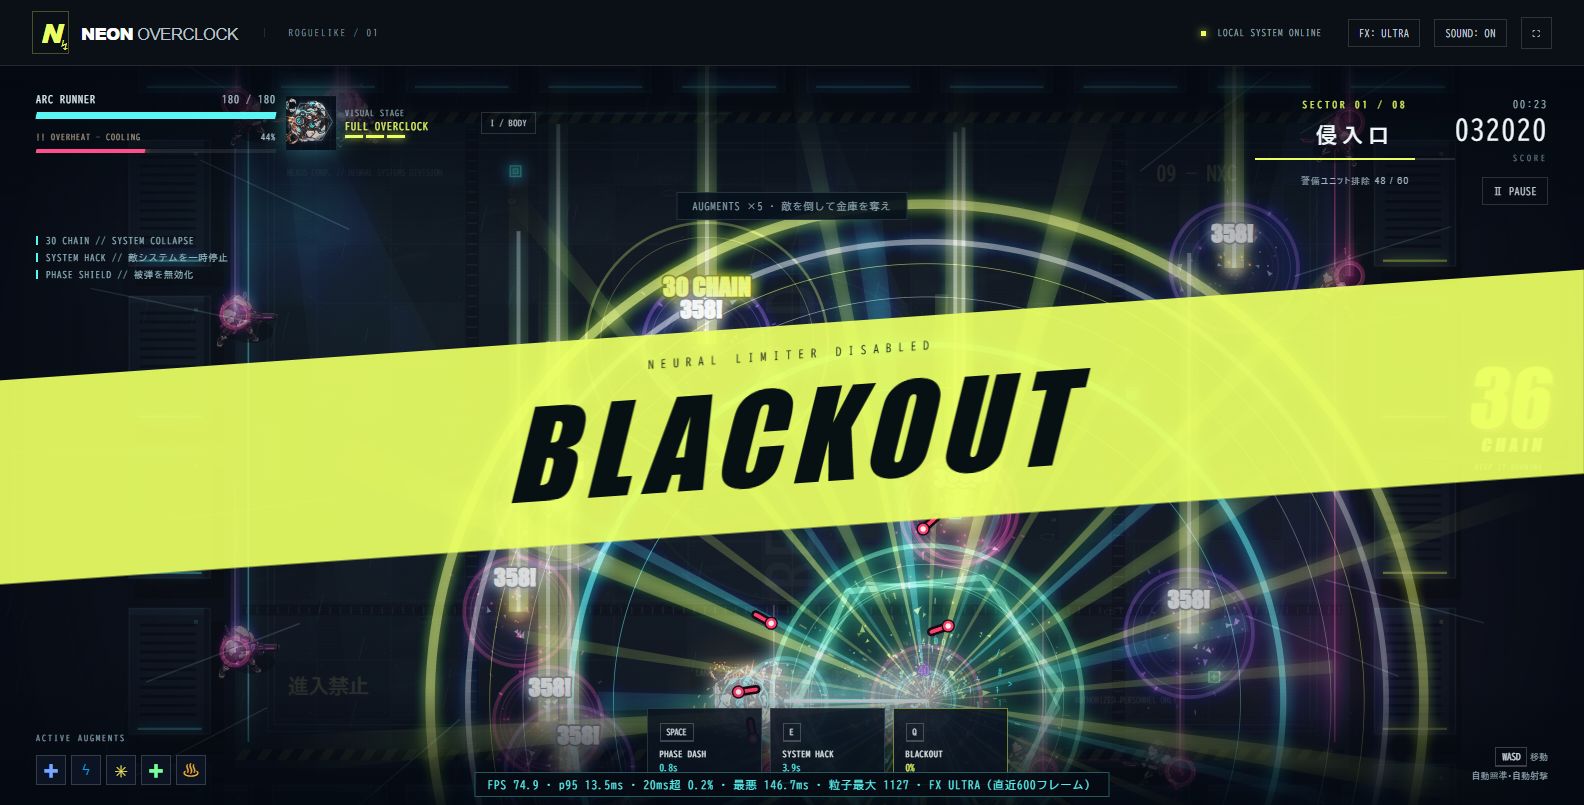 NEON OVERCLOCK
ROGUELIKE / 01
LOCAL SYSTEM ONLINE
FX: ULTRA
SOUND: ON
ARC RUNNER
180 / 180
!! OVERHEAT — COOLING
44%
VISUAL STAGE
FULL OVERCLOCK
I / BODY
SECTOR 01 / 08
侵入口
警備ユニット排除 48 / 60
00:23
032020
SCORE
II PAUSE
09 — NXC
AUGMENTS ×5 · 敵を倒して金庫を奪え
30 CHAIN // SYSTEM COLLAPSE
SYSTEM HACK // 敵システムを一時停止
PHASE SHIELD // 被弾を無効化
358!
30 CHAIN
358!
NEURAL LIMITER DISABLED
BLACKOUT
36
CHAIN
358!
358!
358!
358!
進入禁止
ACTIVE AUGMENTS
SPACE
PHASE DASH
0.8s
E
SYSTEM HACK
3.9s
Q
BLACKOUT
0%
WASD 移動
自動照準・自動射撃
FPS 74.9 · p95 13.5ms · 20ms超 0.2% · 最悪 146.7ms · 粒子最大 1127 · FX ULTRA（直近600フレーム）